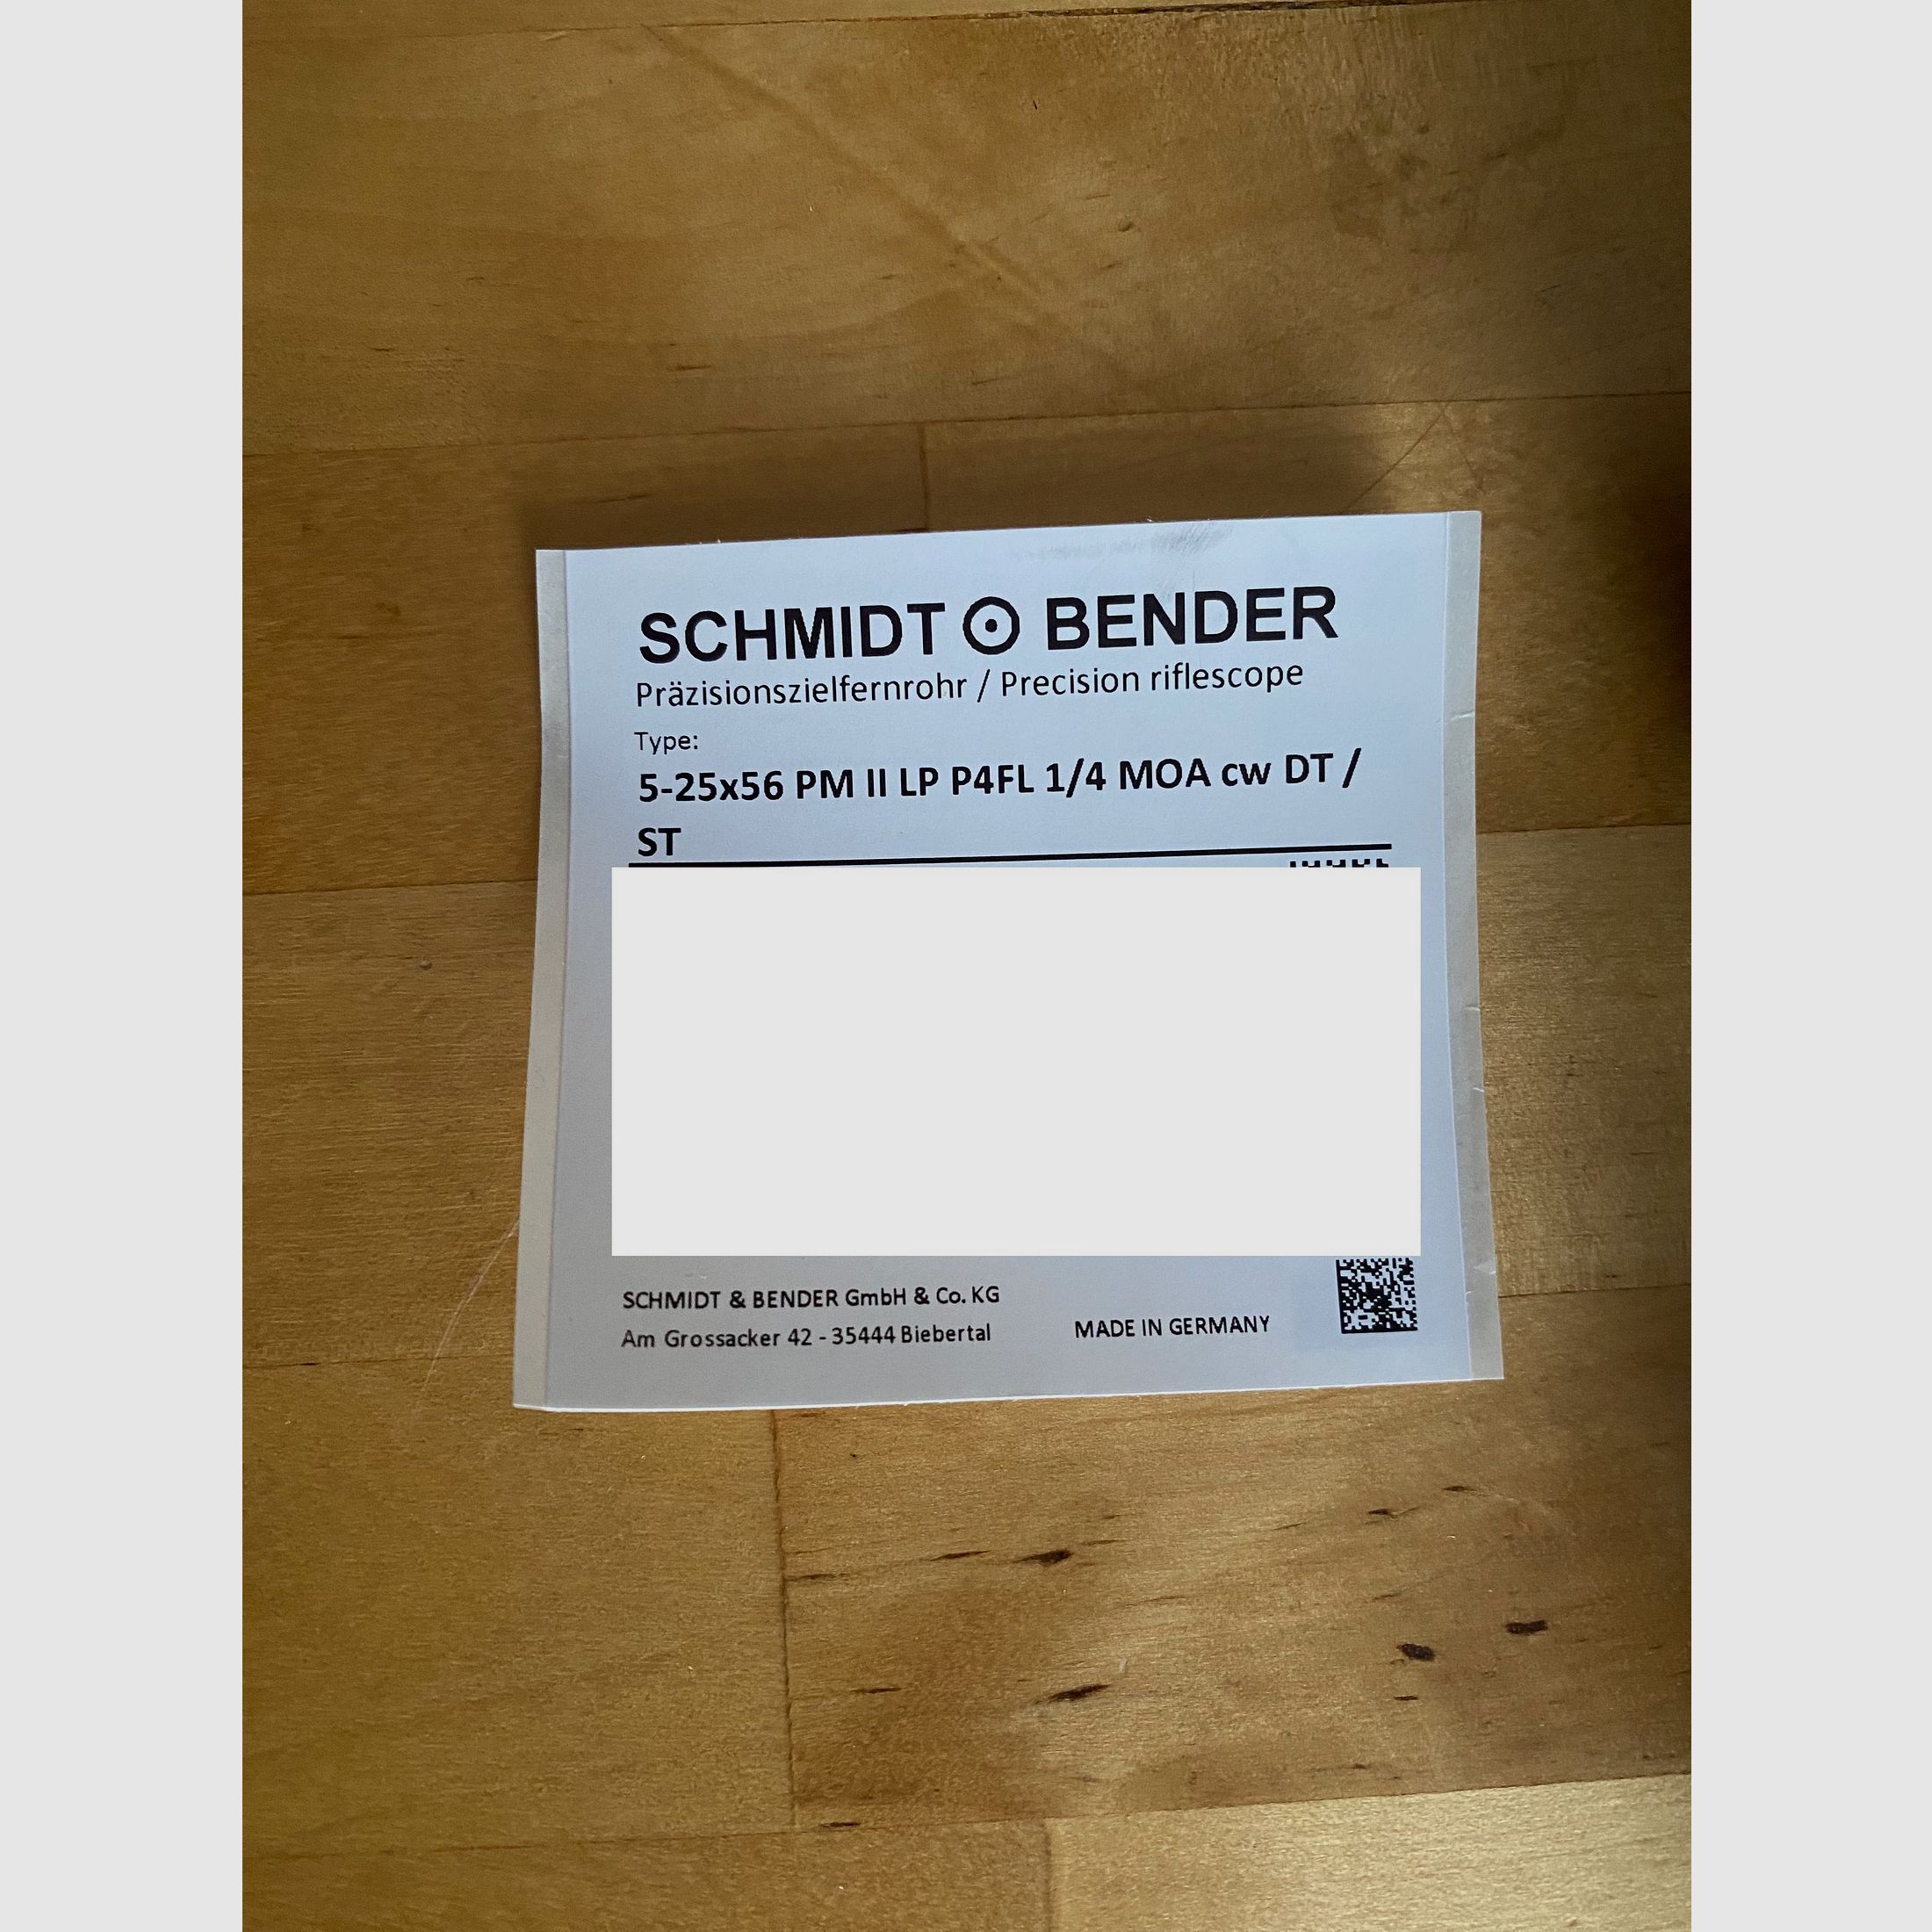 SCHMIDT BENDER
Präzisionszielfernrohr / Precision riflescope
Type:
5-25x56 PM II LP P4FL 1/4 MOA cw DT /
ST
SCHMIDT & BENDER GmbH & Co. KG
Am Grossacker 42 - 35444 Biebertal
MADE IN GERMANY